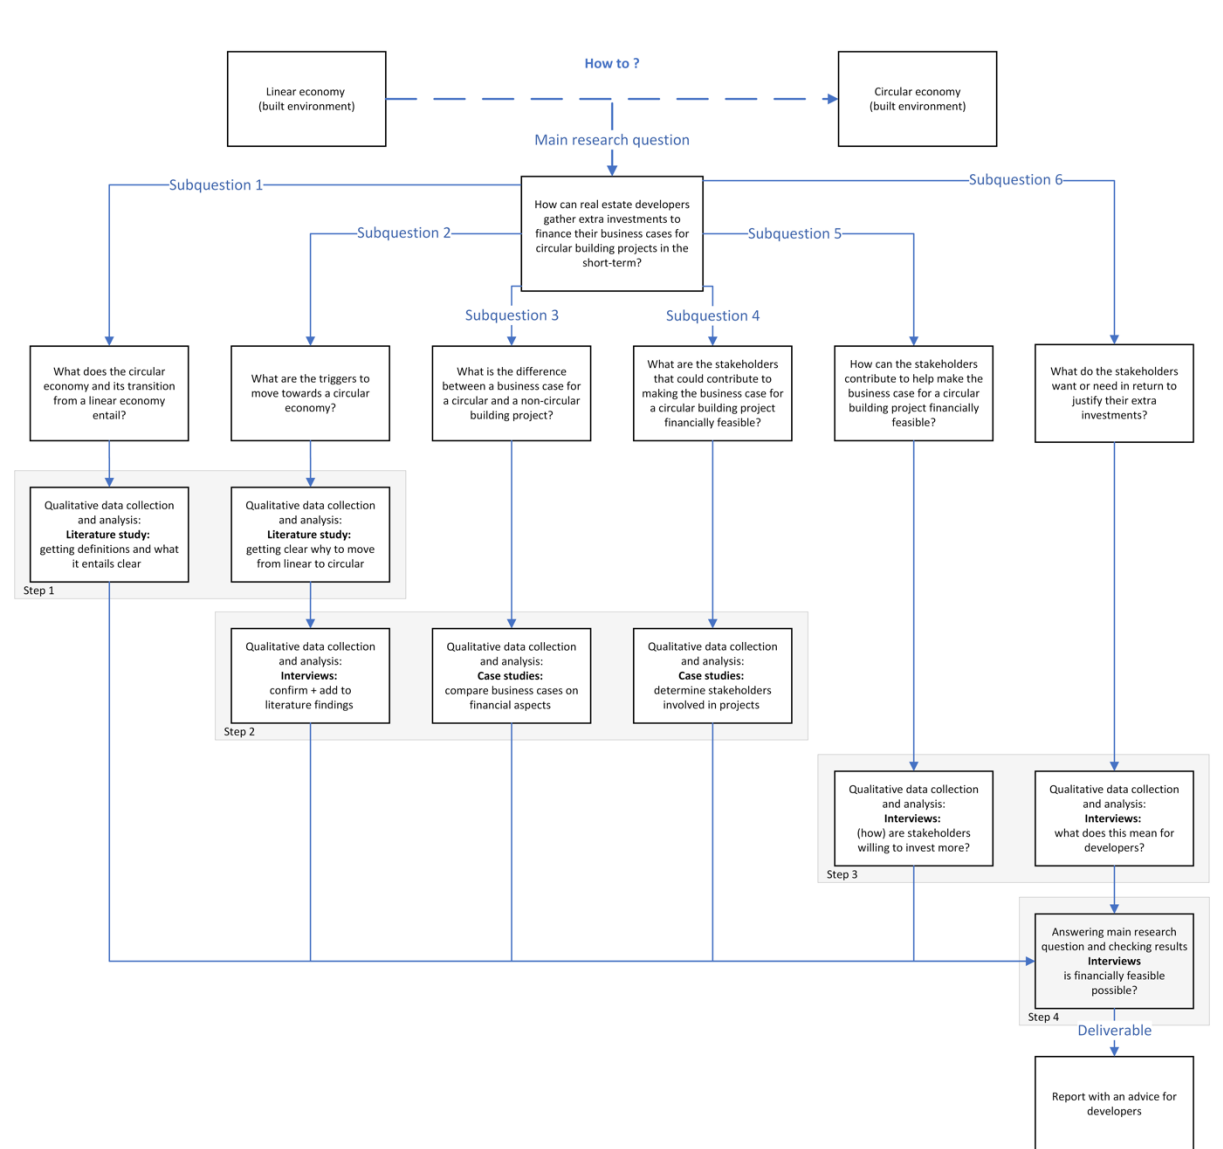 How to ?
Linear economy
(built environment)
Circular economy
(built environment)
Main research question
Subquestion 1
Subquestion 6
How can real estate developers
gather extra investments to
finance their business cases for
circular building projects in the
short-term?
Subquestion 2
Subquestion 5
Subquestion 3
Subquestion 4
What does the circular
economy and its transition
from a linear economy
entail?
What are the triggers to
move towards a circular
economy?
What is the difference
between a business case for
a circular and a non-circular
building project?
What are the stakeholders
that could contribute to
making the business case for
a circular building project
financially feasible?
How can the stakeholders
contribute to help make the
business case for a circular
building project financially
feasible?
What do the stakeholders
want or need in return to
justify their extra
investments?
Qualitative data collection
and analysis:
Literature study:
getting definitions and what
it entails clear
Qualitative data collection
and analysis:
Literature study:
getting clear why to move
from linear to circular
Step 1
Qualitative data collection
and analysis:
Interviews:
confirm + add to
literature findings
Qualitative data collection
and analysis:
Case studies:
compare business cases on
financial aspects
Qualitative data collection
and analysis:
Case studies:
determine stakeholders
involved in projects
Step 2
Qualitative data collection
and analysis:
Interviews:
(how) are stakeholders
willing to invest more?
Qualitative data collection
and analysis:
Interviews:
what does this mean for
developers?
Step 3
Answering main research
question and checking results
Interviews
is financially feasible
possible?
Step 4
Deliverable
Report with an advice for
developers